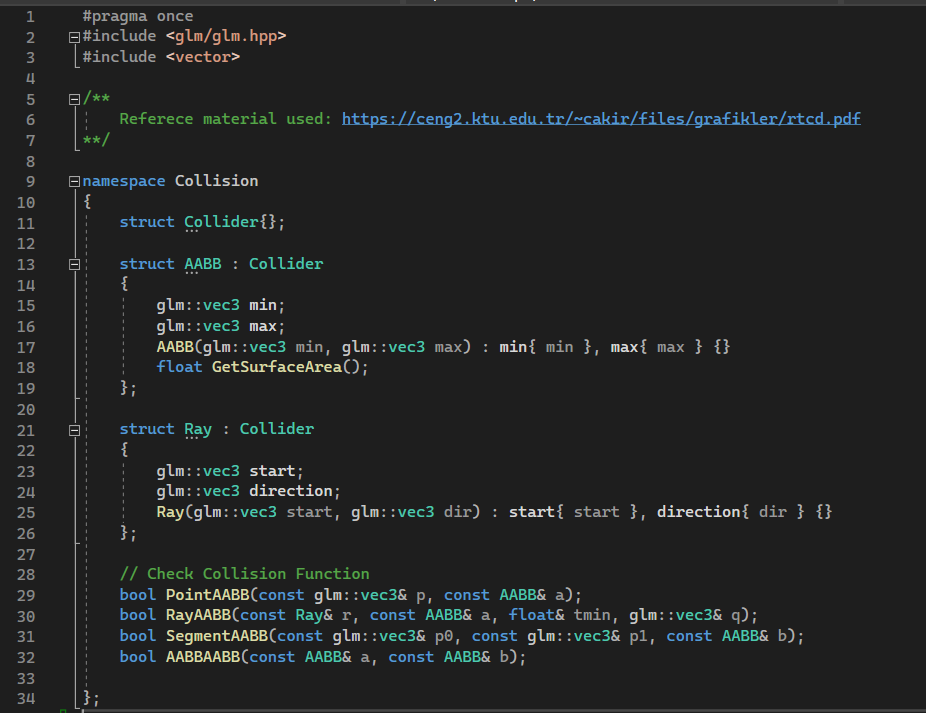 1 #pragma once
2 #include <glm/glm.hpp>
3 #include <vector>
4
5 /**
6 Referece material used: https://ceng2.ktu.edu.tr/~cakir/files/grafikler/rtcd.pdf
7 **/
8
9 namespace Collision
10 {
11 struct Collider{};
12
13 struct AABB : Collider
14 {
15 glm::vec3 min;
16 glm::vec3 max;
17 AABB(glm::vec3 min, glm::vec3 max) : min{ min }, max{ max } {}
18 float GetSurfaceArea();
19 };
20
21 struct Ray : Collider
22 {
23 glm::vec3 start;
24 glm::vec3 direction;
25 Ray(glm::vec3 start, glm::vec3 dir) : start{ start }, direction{ dir } {}
26 };
27
28 // Check Collision Function
29 bool PointAABB(const glm::vec3& p, const AABB& a);
30 bool RayAABB(const Ray& r, const AABB& a, float& tmin, glm::vec3& q);
31 bool SegmentAABB(const glm::vec3& p0, const glm::vec3& p1, const AABB& b);
32 bool AABBAABB(const AABB& a, const AABB& b);
33
34 };